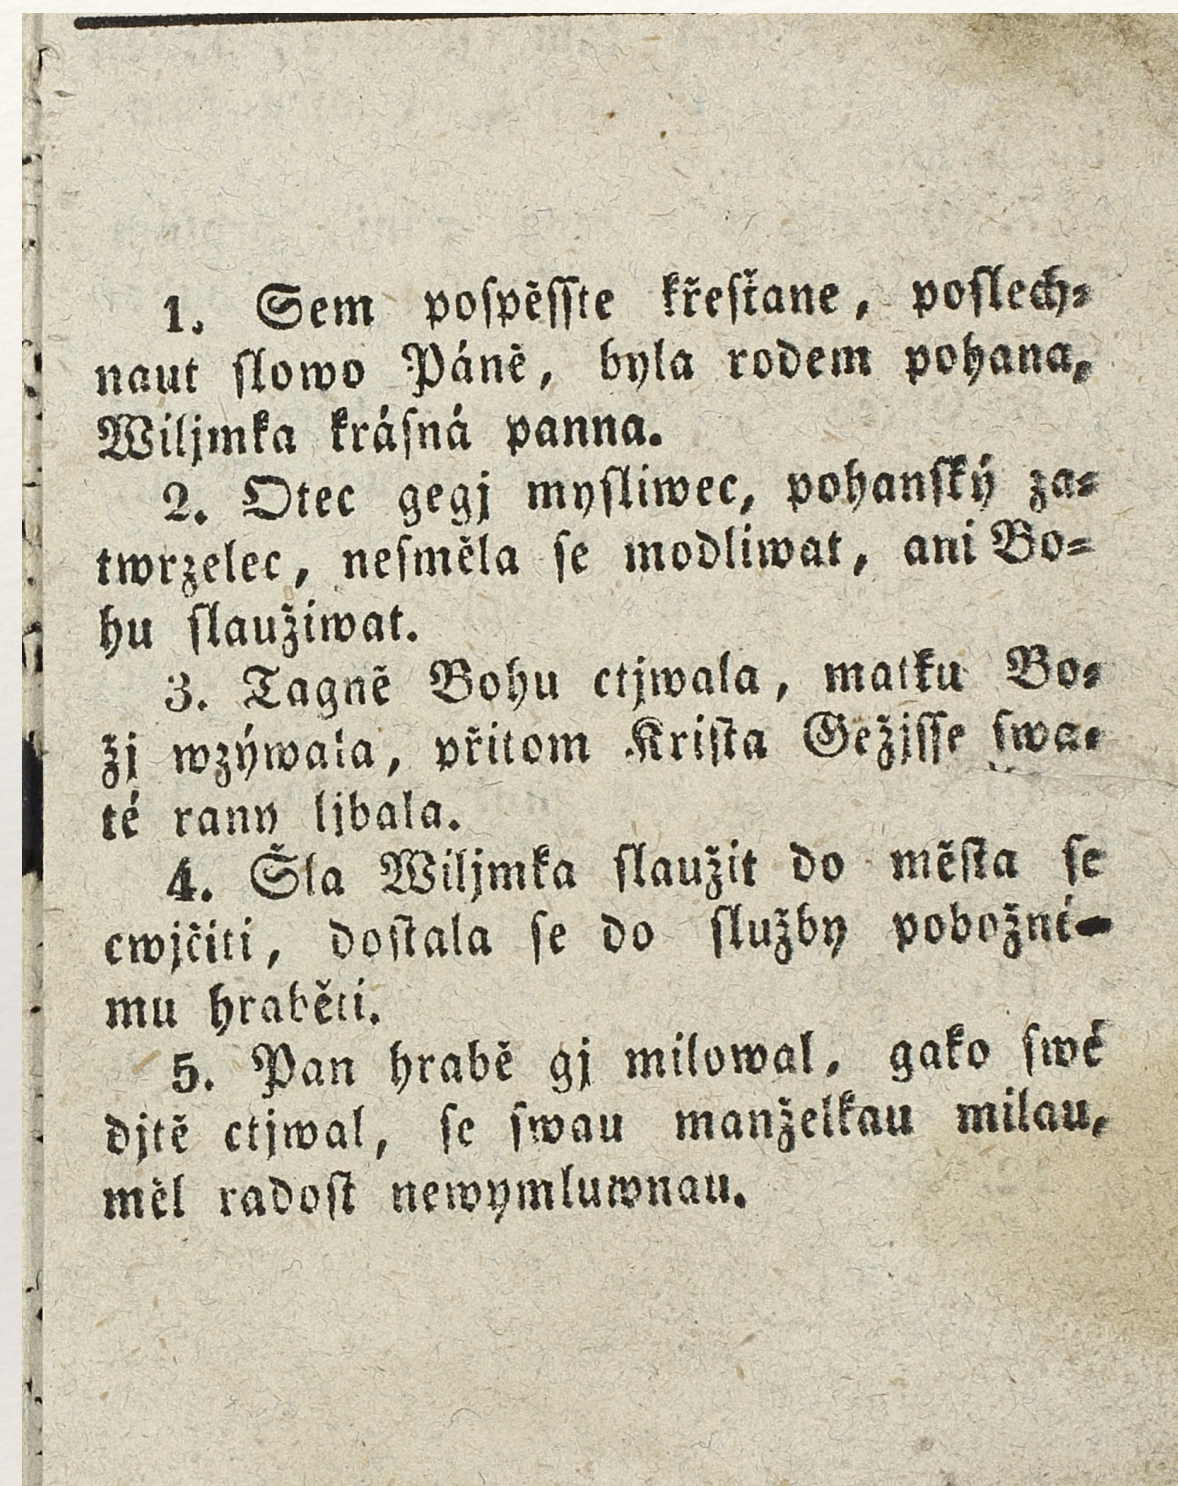 1. Sem poſpěſſte křeſťane, poſlech-
naut ſlowo Páně, byla rodem pohana,
Wiljmka kráſná panna.
2. Otec gegj myſliwec, pohanſký za-
twrzelec, neſměla ſe modliwat, ani Bo-
hu ſlaužiwat.
3. Tagně Bohu ctjwala, matku Bo-
žj wzýwala, přitom Kriſta Gežjſſe ſwa-
té rany ljbala.
4. Šla Wiljmka ſlaužit do měſta ſe
cwjčiti, doſtala ſe do ſlužby pobožné-
mu hraběti.
5. Pan hrabě gj milowal, gako ſwé
djtě ctjwal, ſe ſwau manželkau milau,
měl radoſt newymluwnau.